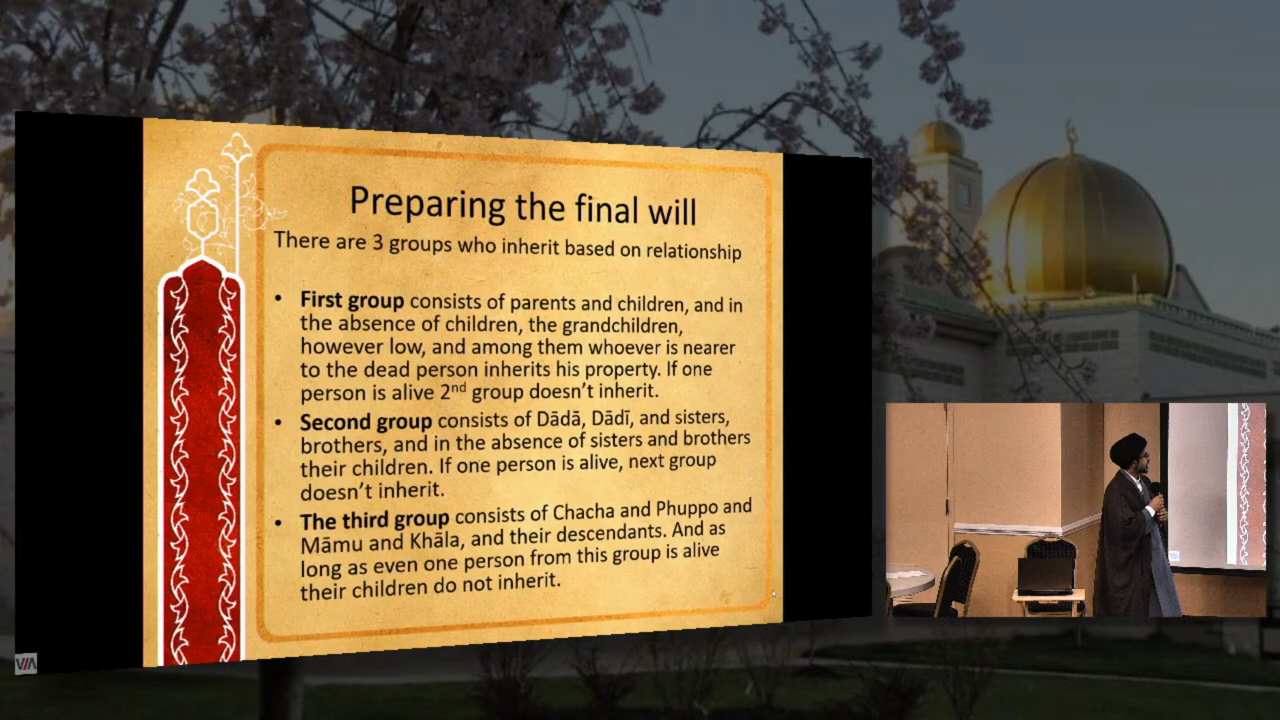 Preparing the final will
There are 3 groups who inherit based on relationship
• First group consists of parents and children, and in
the absence of children, the grandchildren,
however low, and among them whoever is nearer
to the dead person inherits his property. If one
person is alive 2nd group doesn't inherit.
• Second group consists of Dādā, Dādī, and sisters,
brothers, and in the absence of sisters and brothers
their children. If one person is alive, next group
doesn't inherit.
• The third group consists of Chacha and Phuppo and
Māmu and Khāla, and their descendants. And as
long as even one person from this group is alive
their children do not inherit.
VIA